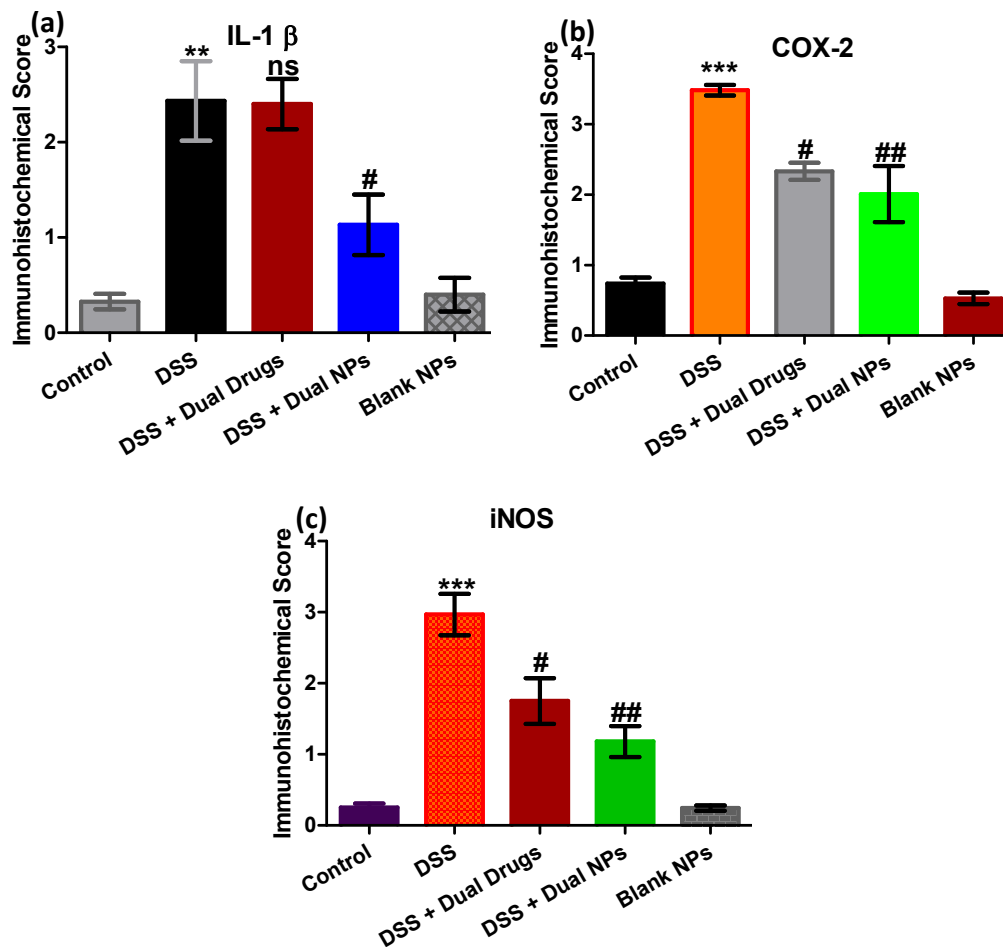 (a)
IL-1 β
Immunohistochemical Score
3
2
1
0
**
ns
#
Control
DSS
DSS + Dual Drugs
DSS + Dual NPs
Blank NPs
(b)
COX-2
Immunohistochemical Score
4
3
2
1
0
***
#
##
Control
DSS
DSS + Dual Drugs
DSS + Dual NPs
Blank NPs
(c)
iNOS
Immunohistochemical Score
4
3
2
1
0
***
#
##
Control
DSS
DSS + Dual Drugs
DSS + Dual NPs
Blank NPs